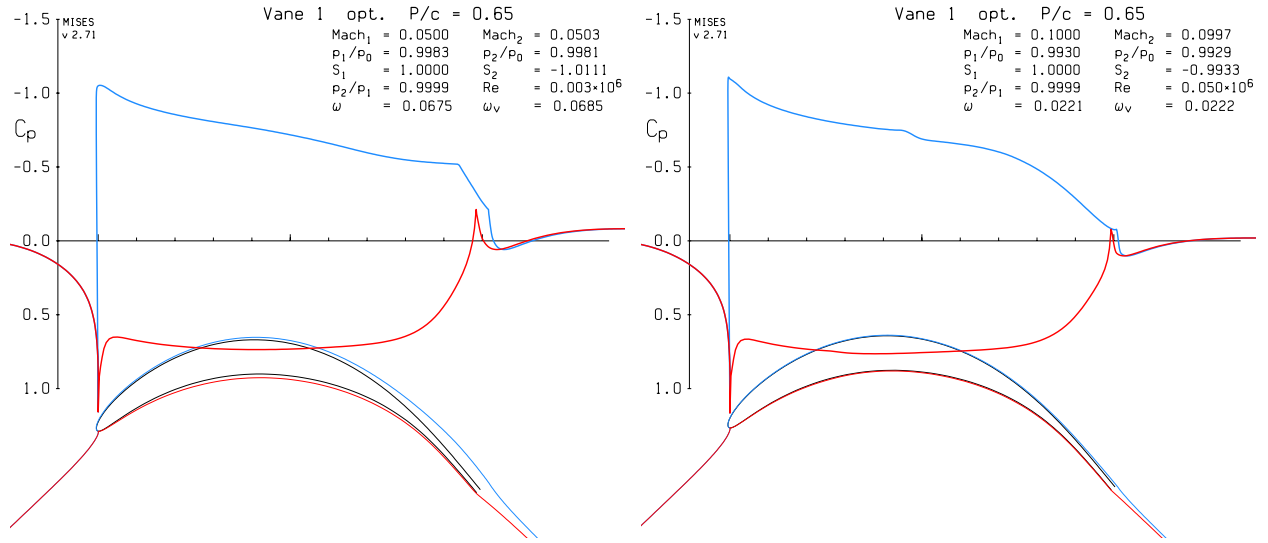 Vane 1 opt. P/c = 0.65
MISES
v 2.71
Mach₁ = 0.0500 Mach₂ = 0.0503
p₁/p₀ = 0.9983 p₂/p₀ = 0.9981
S₁ = 1.0000 S₂ = -1.0111
p₂/p₁ = 0.9999 Re = 0.003×10⁶
ω = 0.0675 ωᵥ = 0.0685
-1.5
-1.0
Cp
-0.5
0.0
0.5
1.0
Vane 1 opt. P/c = 0.65
MISES
v 2.71
Mach₁ = 0.1000 Mach₂ = 0.0997
p₁/p₀ = 0.9930 p₂/p₀ = 0.9929
S₁ = 1.0000 S₂ = -0.9933
p₂/p₁ = 0.9999 Re = 0.050×10⁶
ω = 0.0221 ωᵥ = 0.0222
-1.5
-1.0
Cp
-0.5
0.0
0.5
1.0